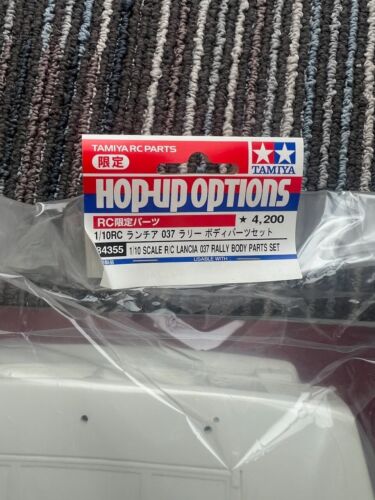 TAMIYA RC PARTS
限定
TAMIYA
HOP-UP OPTIONS
RC限定パーツ
★ 4,200
1/10RC ランチア 037 ラリー ボディパーツセット
84355
1/10 SCALE R/C LANCIA 037 RALLY BODY PARTS SET
USABLE WITH